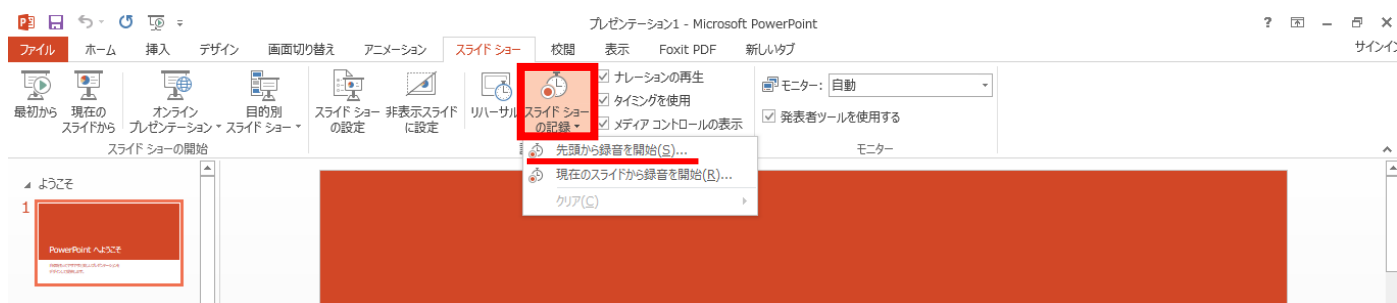 プレゼンテーション1 - Microsoft PowerPoint
ファイル ホーム 挿入 デザイン 画面切り替え アニメーション スライド ショー 校閲 表示 Foxit PDF 新しいタブ サインイン
最初から
現在の
スライドから
オンライン
プレゼンテーション
目的別
スライド ショー
スライド ショーの開始
スライド ショー
の設定
非表示スライド
に設定
リハーサル
スライド ショー
の記録
ナレーションの再生
タイミングを使用
メディア コントロールの表示
モニター: 自動
発表者ツールを使用する
モニター
先頭から録音を開始(S)...
現在のスライドから録音を開始(R)...
クリア(C)
ようこそ
1
PowerPoint へようこそ